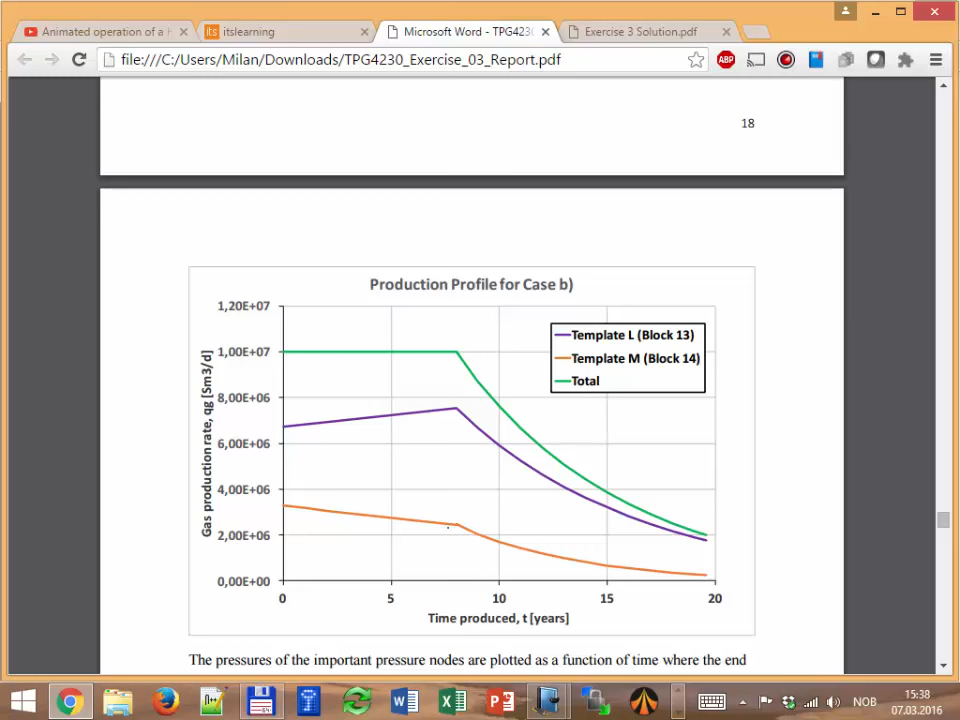 Animated operation of a
itslearning
Microsoft Word - TPG423
Exercise 3 Solution.pdf
file:///C:/Users/Milan/Downloads/TPG4230_Exercise_03_Report.pdf
ABP
18
Production Profile for Case b)
1,20E+07
1,00E+07
8,00E+06
6,00E+06
4,00E+06
2,00E+06
0,00E+00
Gas production rate, qg [Sm3/d]
Template L (Block 13)
Template M (Block 14)
Total
0 5 10 15 20
Time produced, t [years]
The pressures of the important pressure nodes are plotted as a function of time where the end
NOB
15:38
07.03.2016